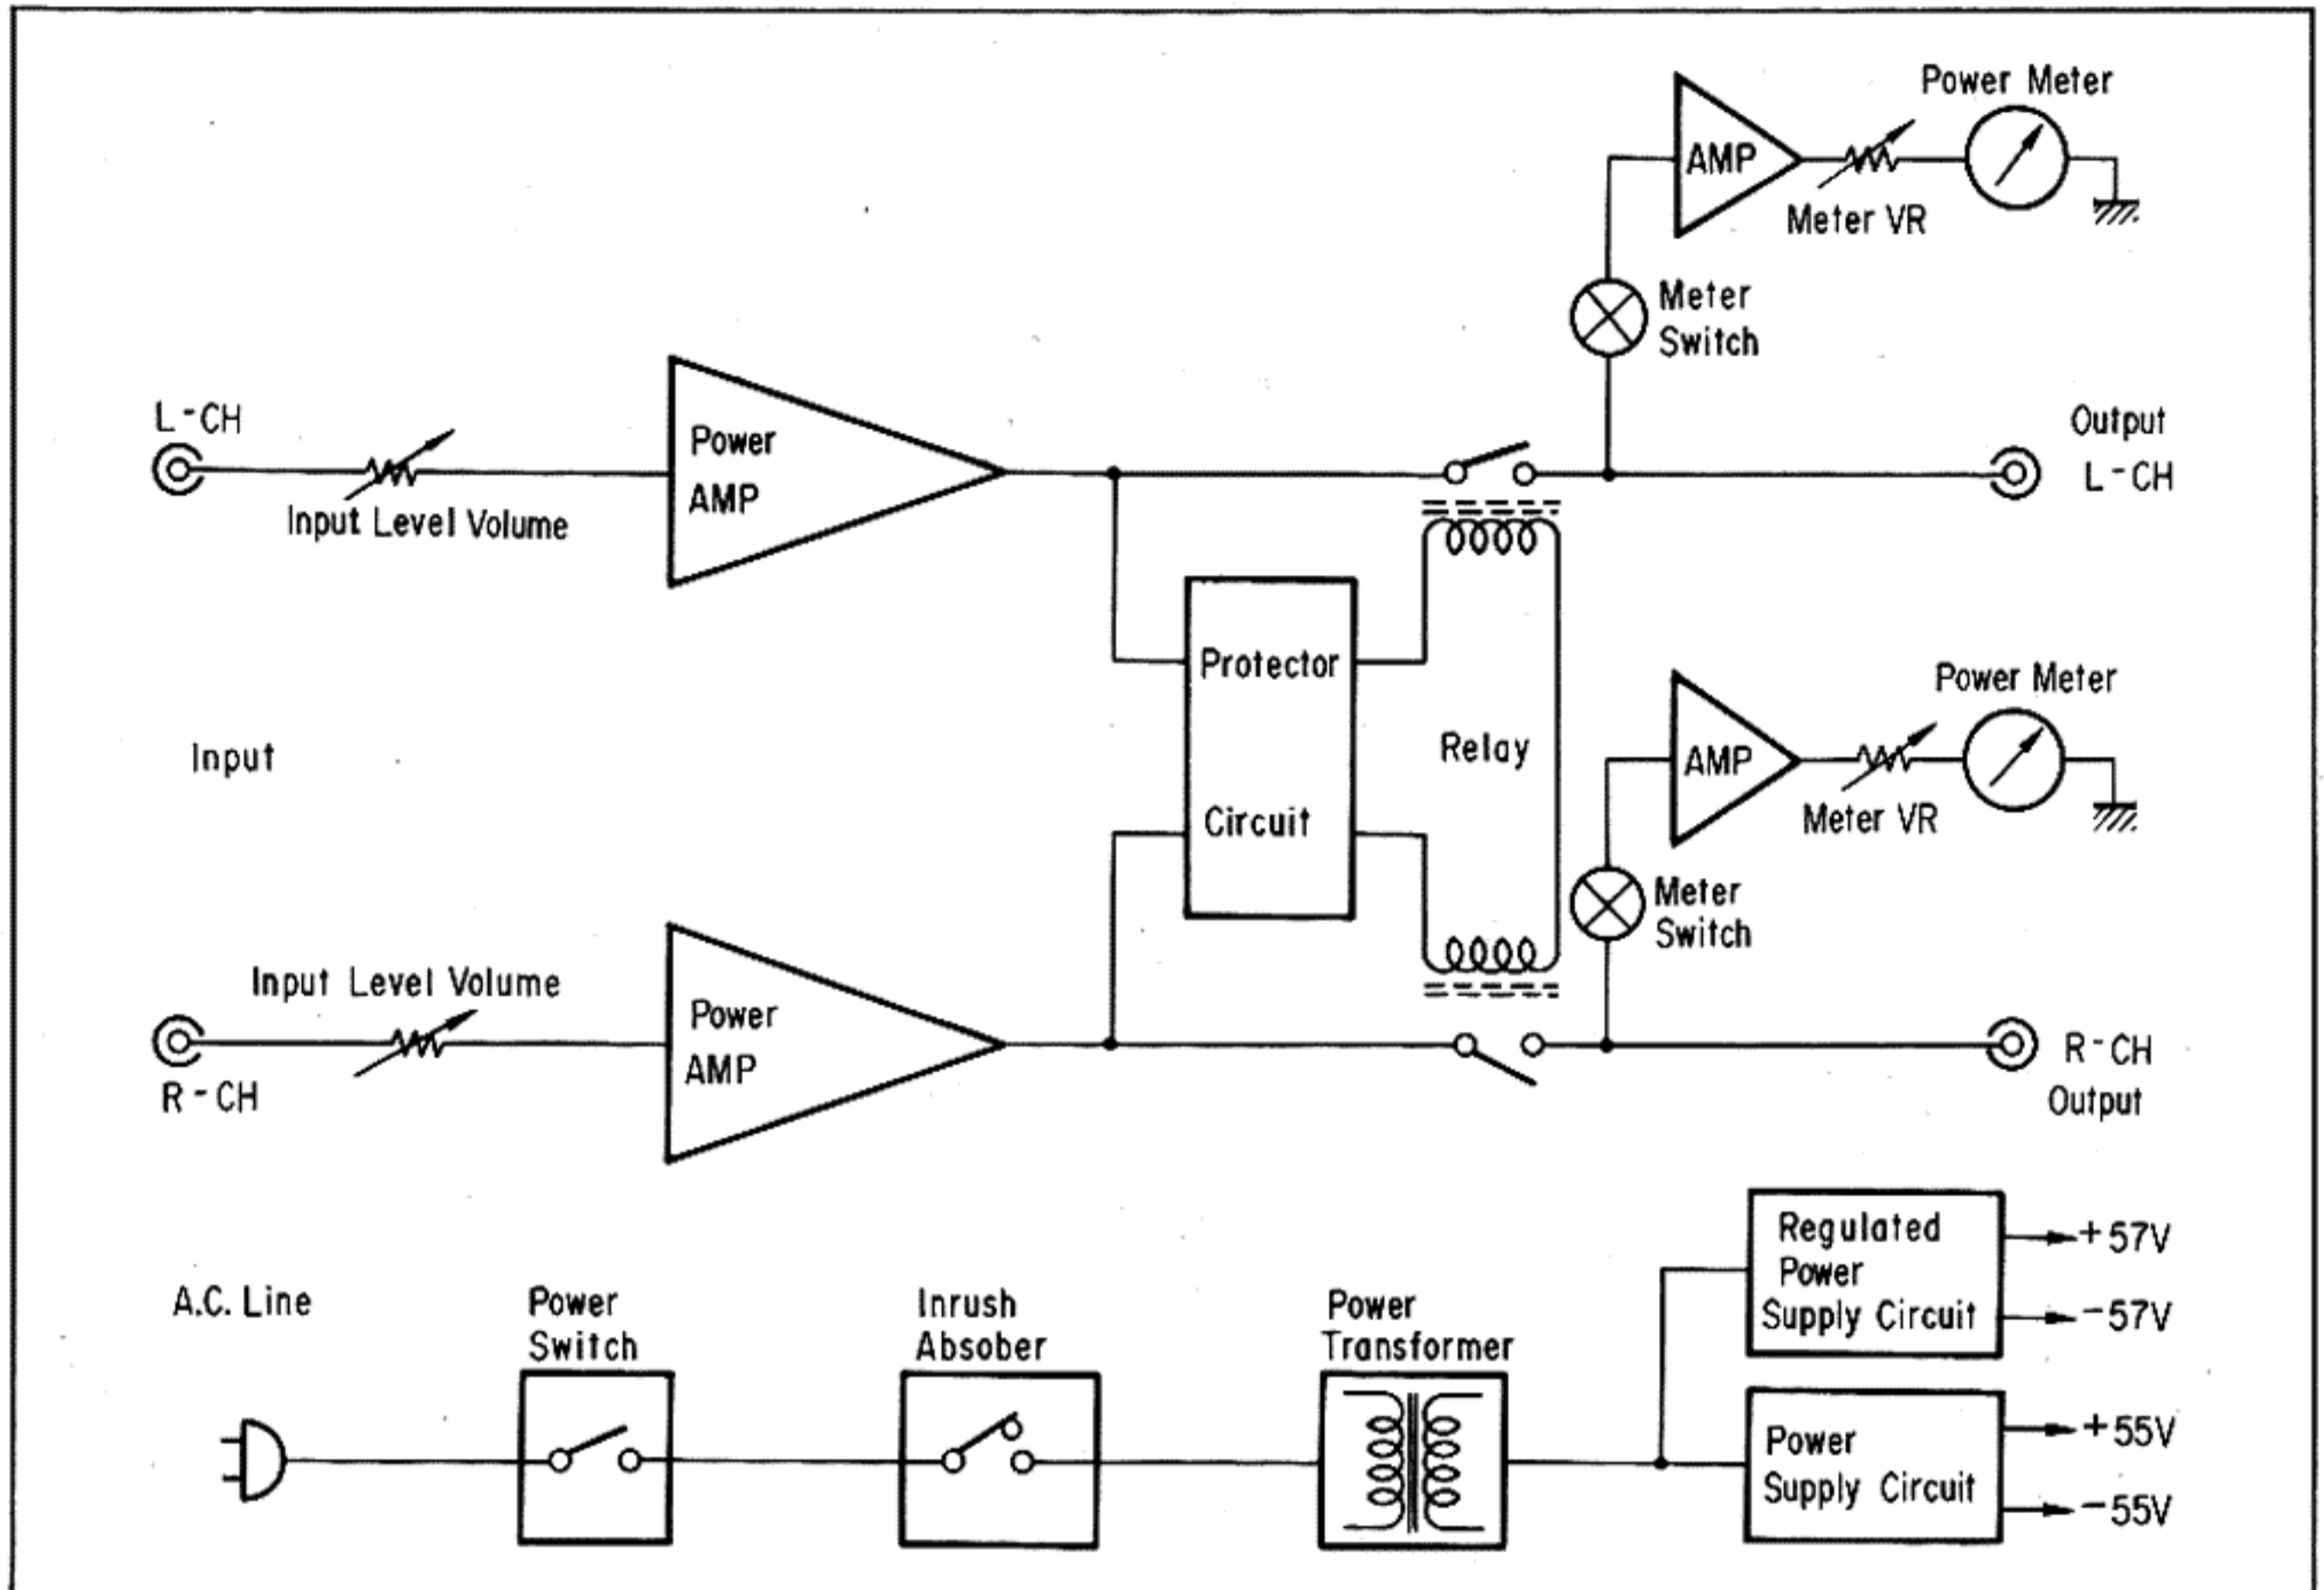 Power Meter
AMP
Meter VR
Meter
Switch
L-CH
Input Level Volume
Power
AMP
Output
L-CH
Protector
Circuit
Relay
Input
Power Meter
AMP
Meter VR
Meter
Switch
Input Level Volume
R-CH
Power
AMP
R-CH
Output
A.C. Line
Power
Switch
Inrush
Absober
Power
Transformer
Regulated
Power
Supply Circuit
+57V
-57V
Power
Supply Circuit
+55V
-55V